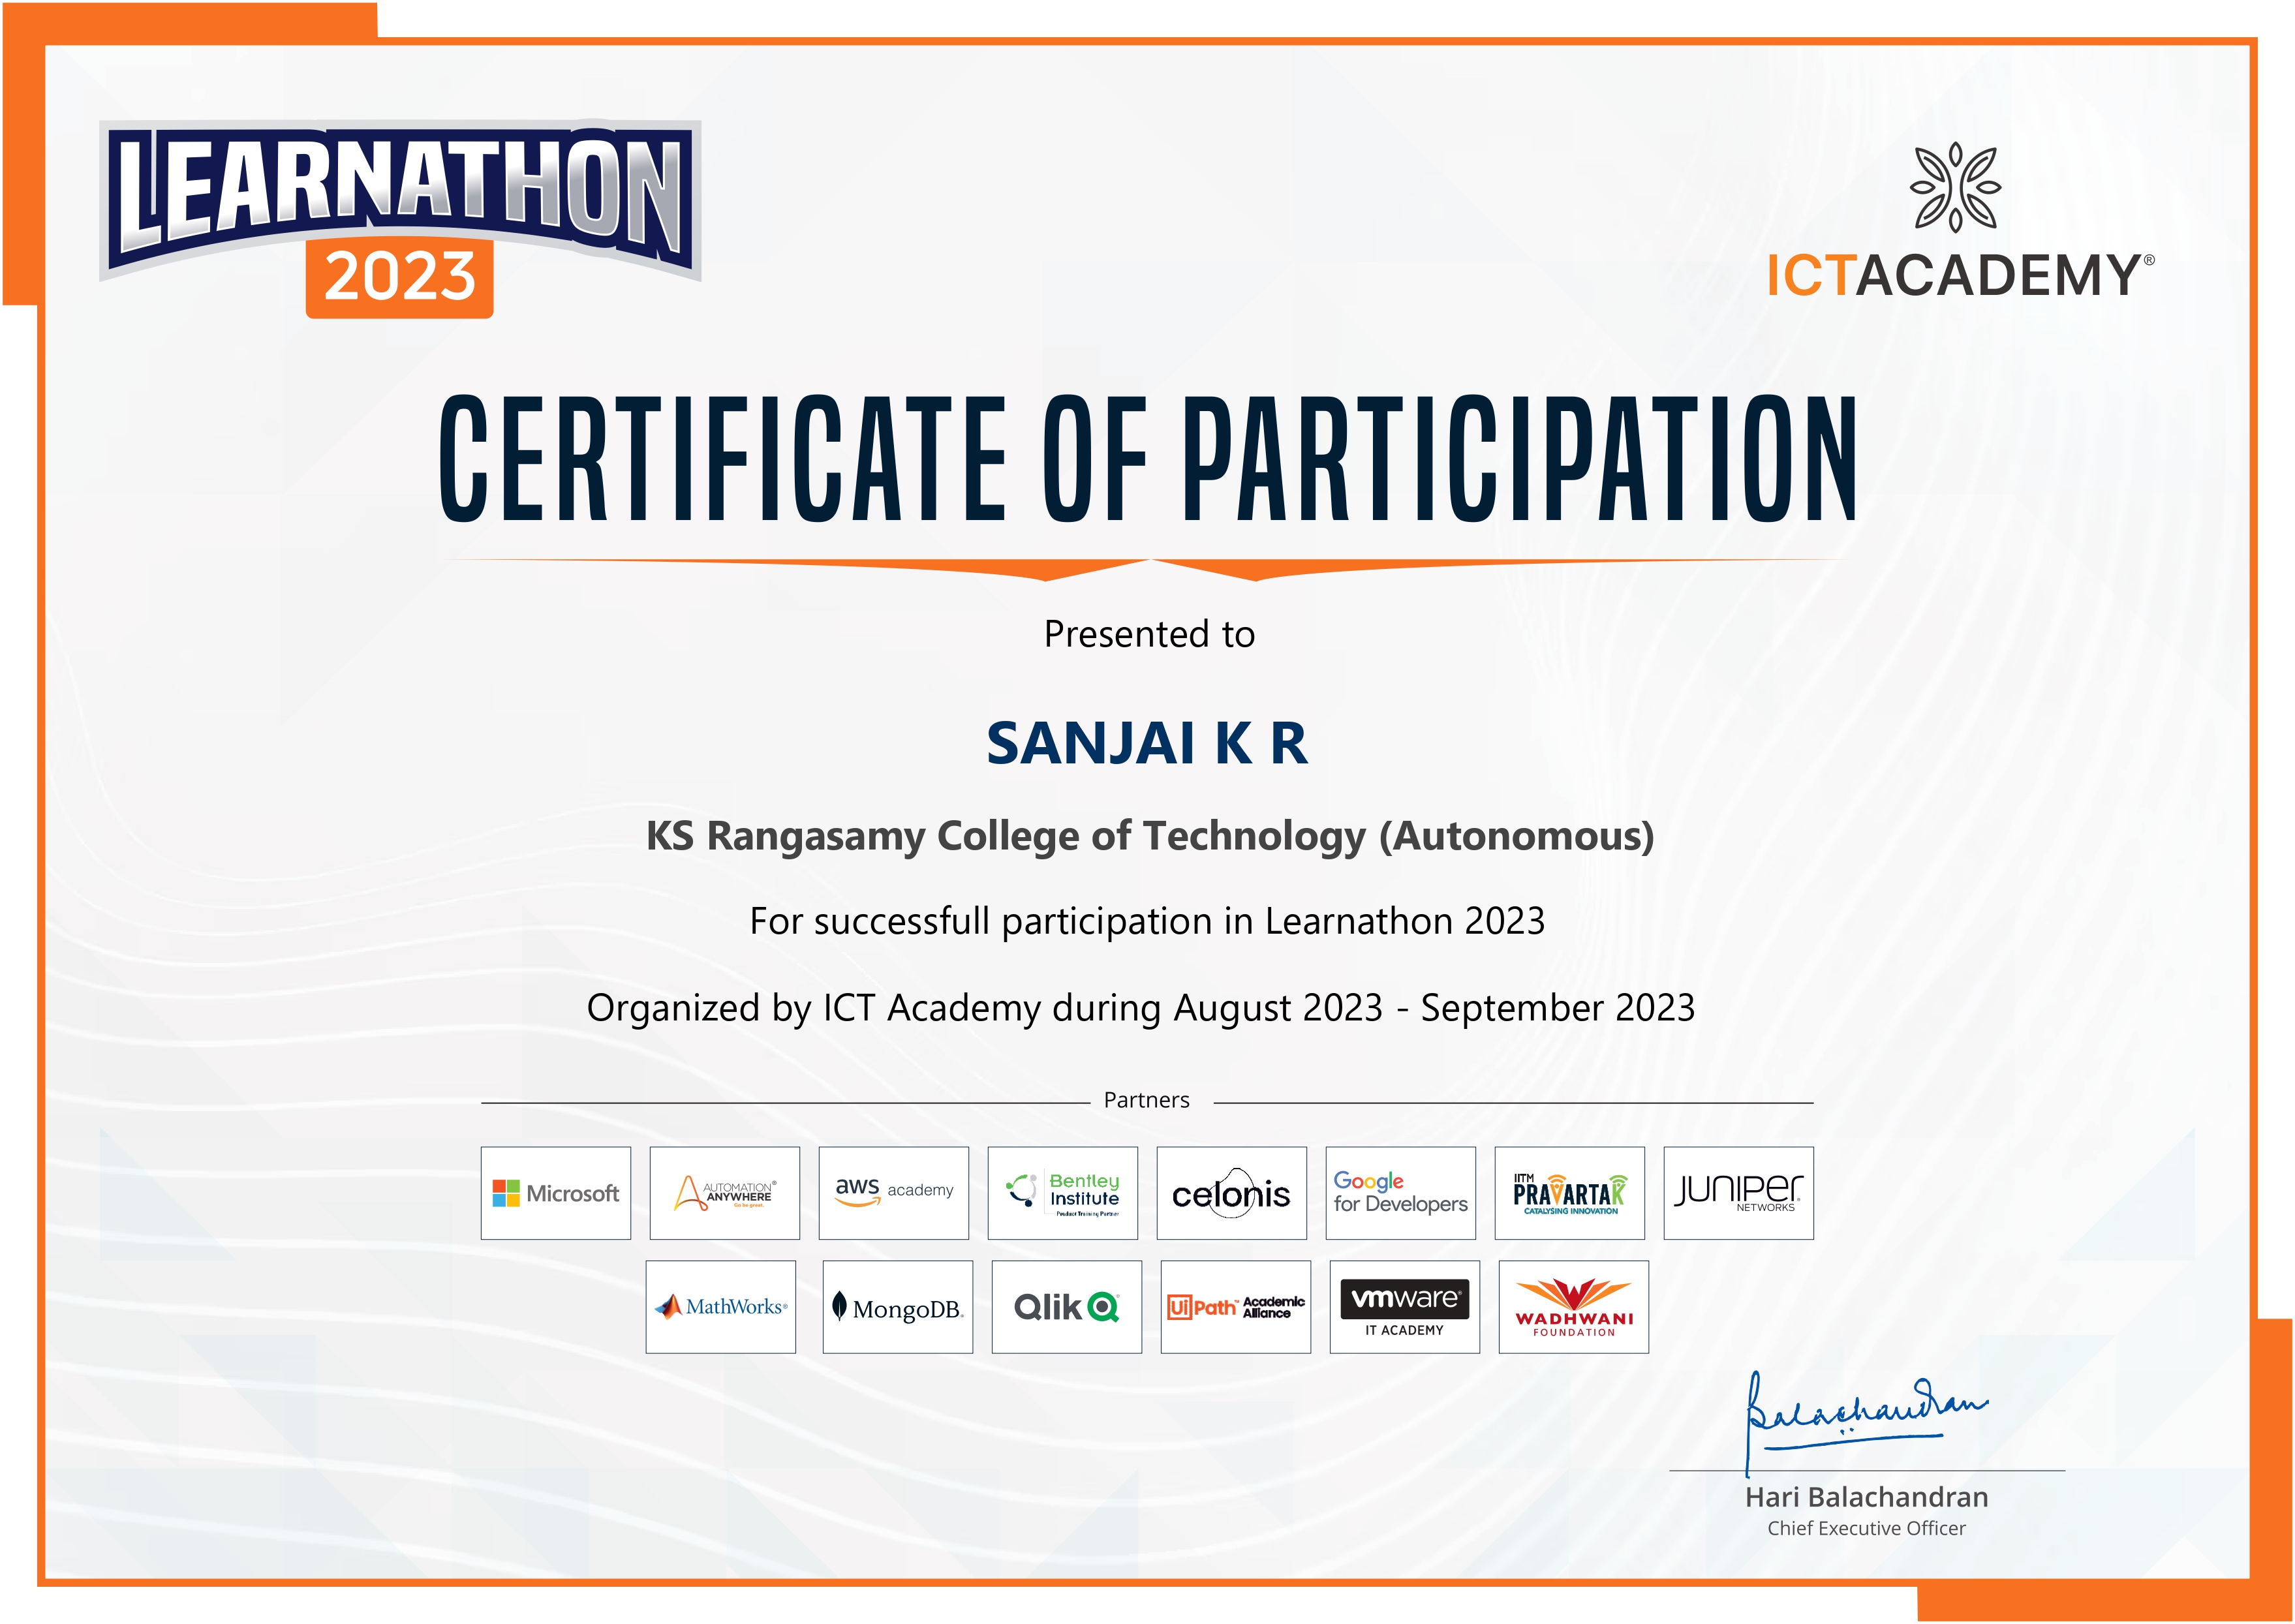 LEARNATHON
2023
ICTACADEMY®
CERTIFICATE OF PARTICIPATION
Presented to
SANJAI K R
KS Rangasamy College of Technology (Autonomous)
For successfull participation in Learnathon 2023
Organized by ICT Academy during August 2023 - September 2023
Partners
Microsoft
AUTOMATION®
ANYWHERE
Go be great.
aws academy
Bentley
Institute
Product Training Partner
celonis
Google
for Developers
IITM
PRAVARTAK
CATALYSING INNOVATION
JUNIPER
NETWORKS
MathWorks®
MongoDB.
Qlik
UiPath™ Academic
Alliance
vmware®
IT ACADEMY
WADHWANI
FOUNDATION
Balachandran
Hari Balachandran
Chief Executive Officer